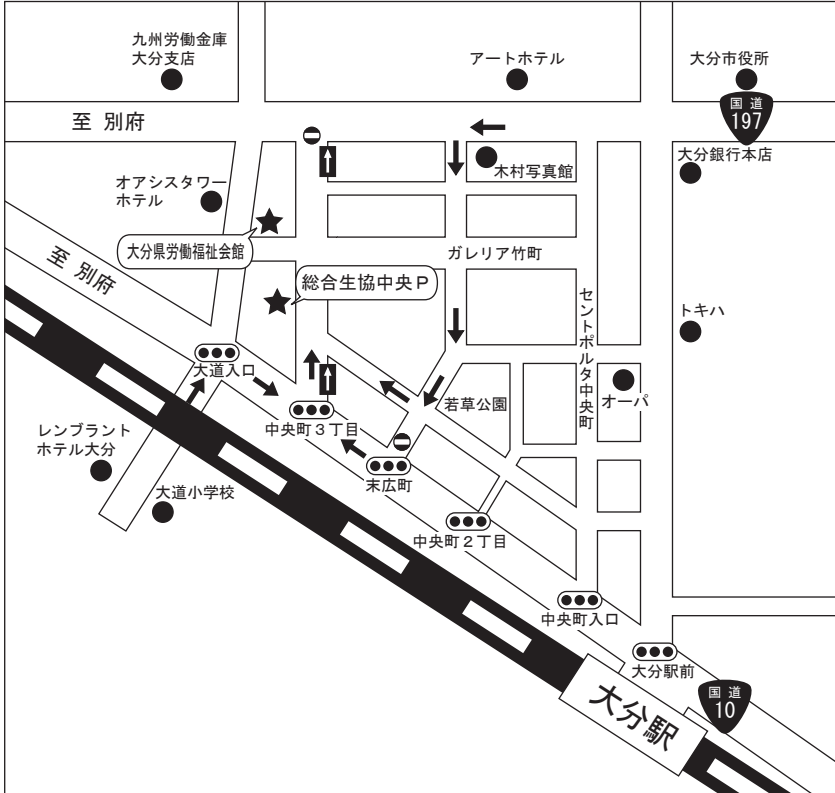 九州労働金庫
大分支店
アートホテル
大分市役所
至 別府
国道
197
木村写真館
大分銀行本店
オアシスタワー
ホテル
大分県労働福祉会館
ガレリア竹町
至 別府
総合生協中央Ｐ
セントポルタ中央町
トキハ
大道入口
オーパ
若草公園
中央町３丁目
レンブラント
ホテル大分
末広町
大道小学校
中央町２丁目
中央町入口
大分駅前
国道
10
大分駅